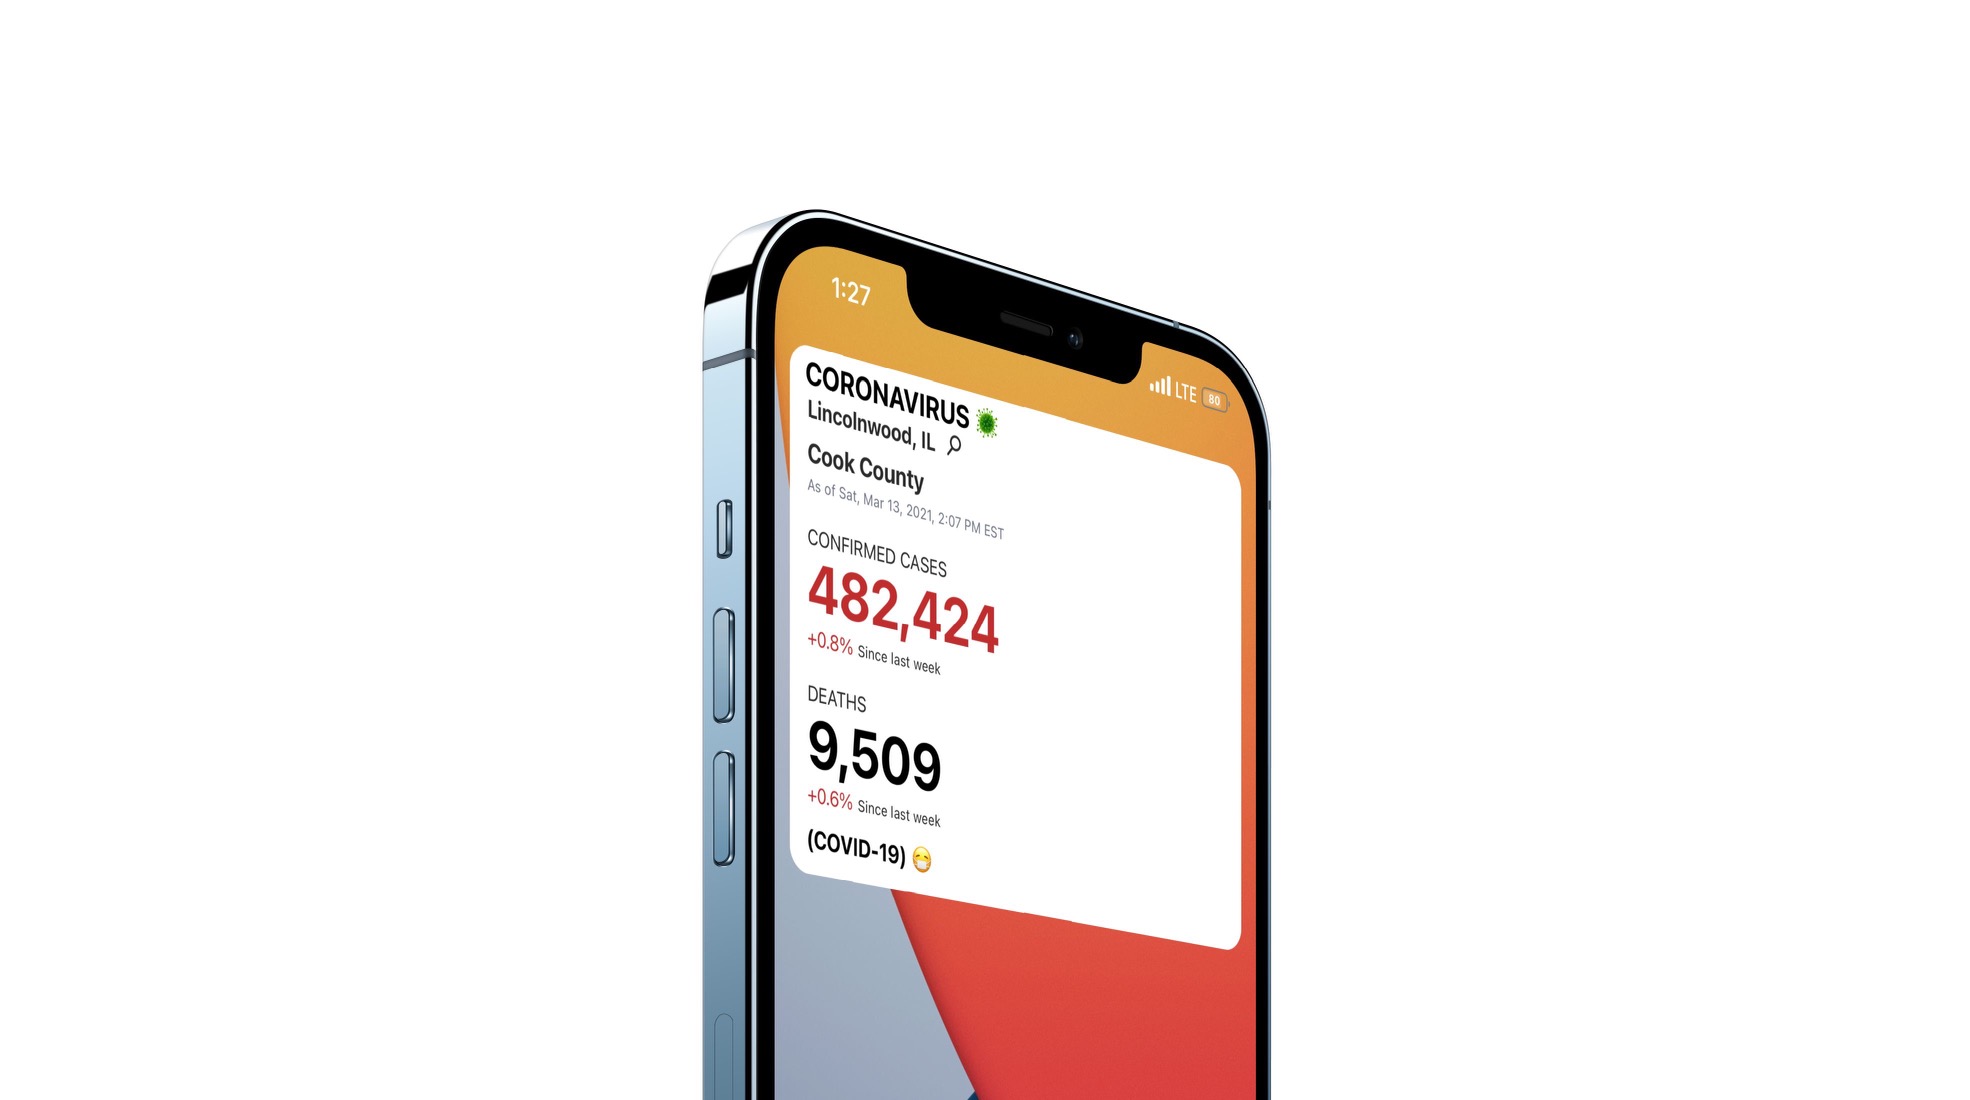 1:27
LTE 80
CORONAVIRUS 🦠
Lincolnwood, IL
Cook County
As of Sat, Mar 13, 2021, 2:07 PM EST
CONFIRMED CASES
482,424
+0.8% Since last week
DEATHS
9,509
+0.6% Since last week
(COVID-19) 😷